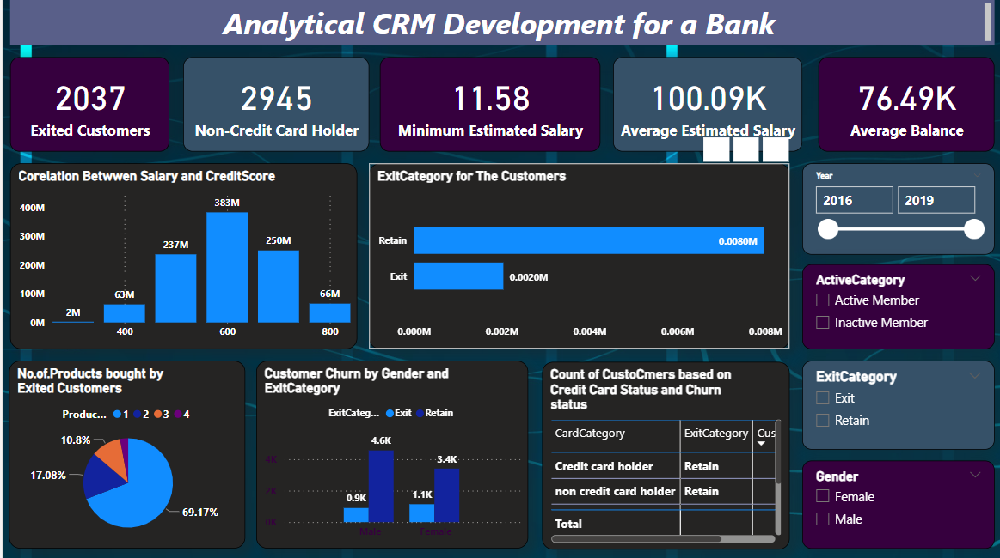 Analytical CRM Development for a Bank
2037
Exited Customers
2945
Non-Credit Card Holder
11.58
Minimum Estimated Salary
100.09K
Average Estimated Salary
76.49K
Average Balance
Corelation Betwwen Salary and CreditScore
400M
300M
200M
100M
0M
2M
63M
237M
383M
250M
66M
400
600
800
ExitCategory for The Customers
Retain
0.0080M
Exit
0.0020M
0.000M
0.002M
0.004M
0.006M
0.008M
Year
2016
2019
ActiveCategory
Active Member
Inactive Member
No.of.Products bought by
Exited Customers
Produc... 1 2 3 4
10.8%
17.08%
69.17%
Customer Churn by Gender and
ExitCategory
ExitCateg... Exit Retain
4K
2K
0K
0.9K
4.6K
1.1K
3.4K
Male
Female
Count of CustoCmers based on
Credit Card Status and Churn
status
CardCategory ExitCategory Cus
Credit card holder Retain
non credit card holder Retain
Total
ExitCategory
Exit
Retain
Gender
Female
Male